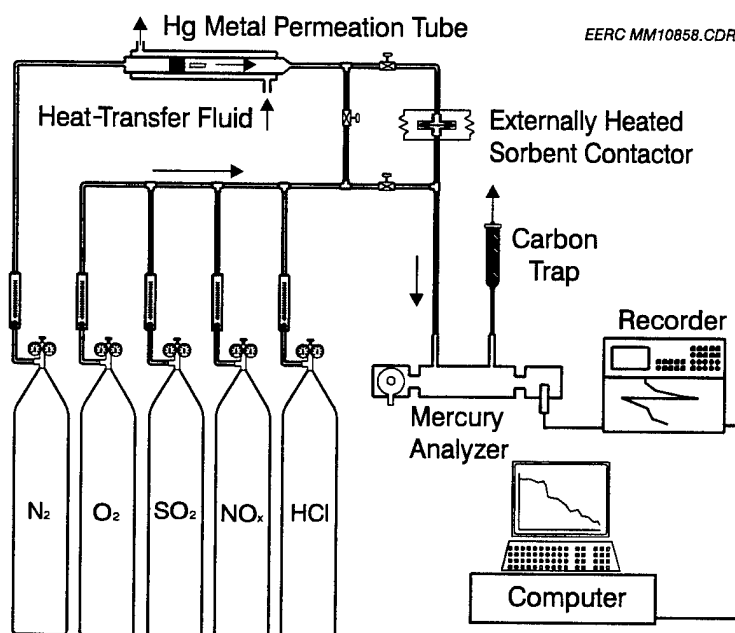 Hg Metal Permeation Tube
EERC MM10858.CDR
Heat-Transfer Fluid
Externally Heated
Sorbent Contactor
Carbon
Trap
Recorder
Mercury
Analyzer
N₂
O₂
SO₂
NOₓ
HCl
Computer